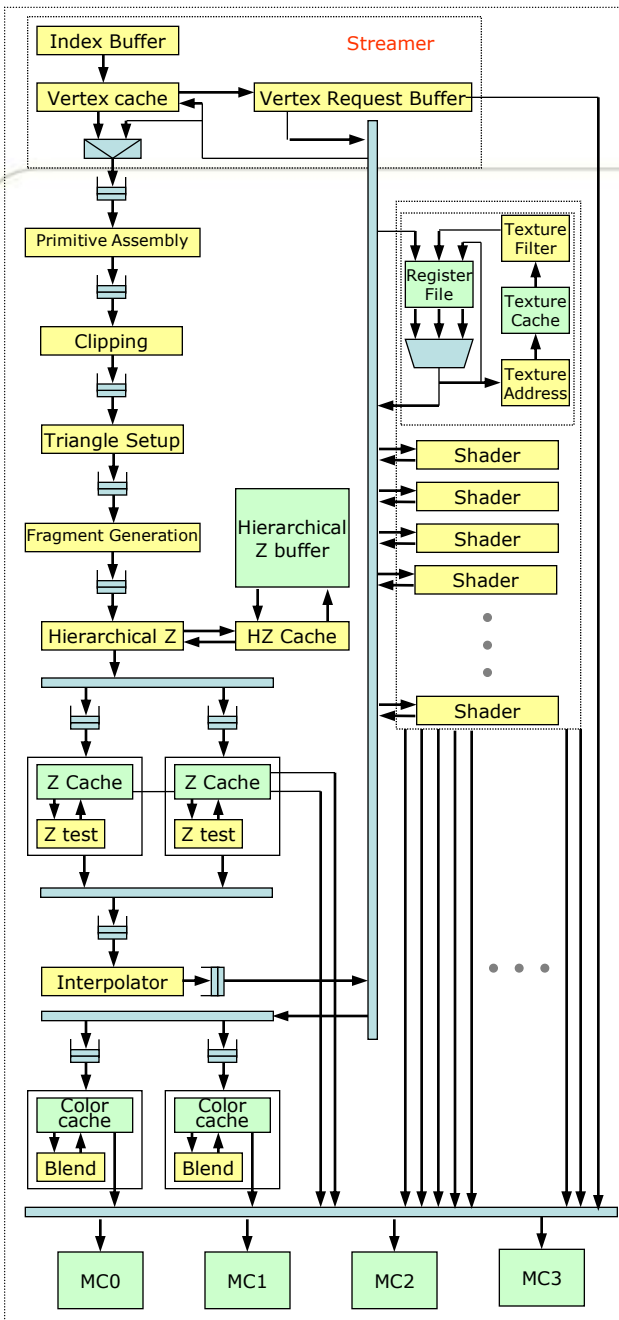 Index Buffer
Streamer
Vertex cache
Vertex Request Buffer
Primitive Assembly
Texture
Filter
Register
File
Texture
Cache
Clipping
Texture
Address
Triangle Setup
Shader
Shader
Hierarchical
Z buffer
Fragment Generation
Shader
Shader
Hierarchical Z
HZ Cache
Shader
Z Cache
Z Cache
Z test
Z test
Interpolator
Color
cache
Color
cache
Blend
Blend
MC0
MC1
MC2
MC3